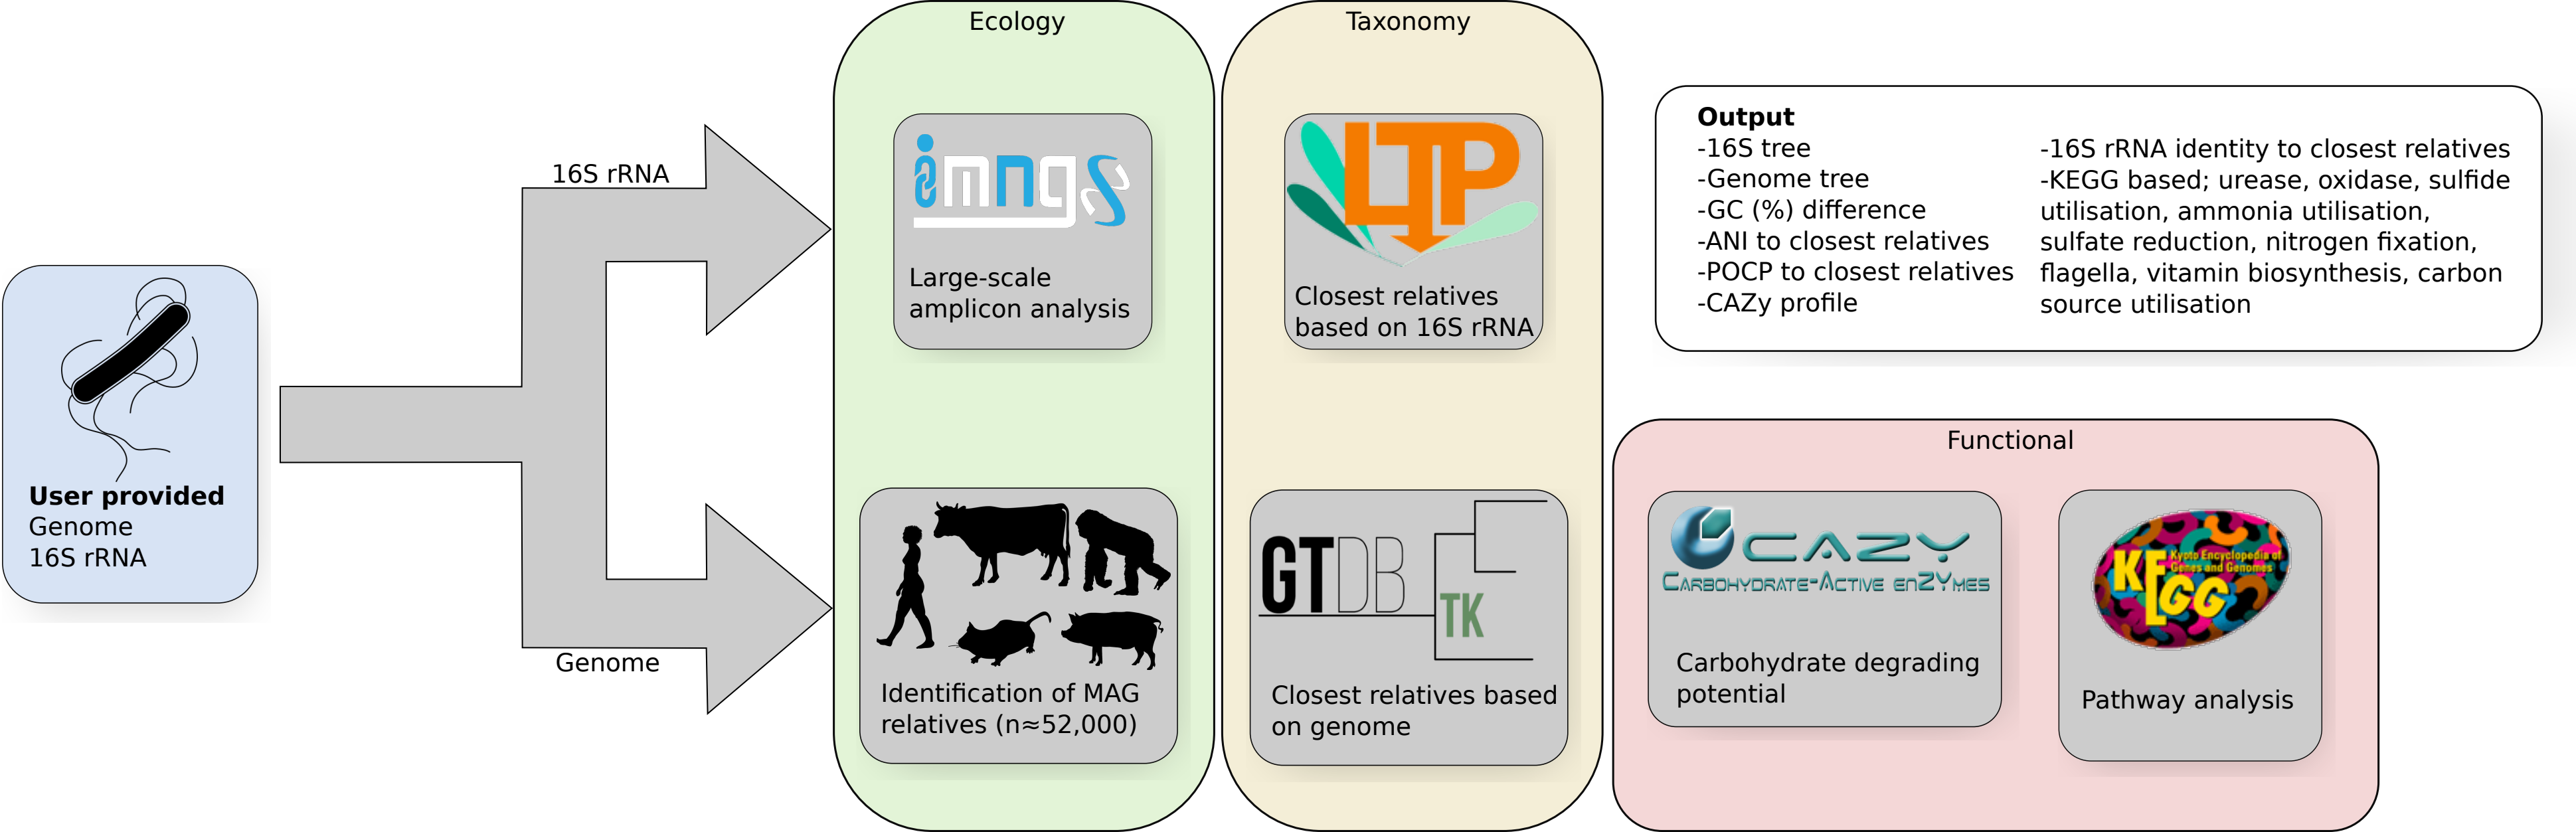 User provided
Genome
16S rRNA
16S rRNA
Genome
Ecology
imngs
Large-scale
amplicon analysis
Identification of MAG
relatives (n≈52,000)
Taxonomy
LTP
Closest relatives
based on 16S rRNA
GTDB
TK
Closest relatives based
on genome
Output
-16S tree
-Genome tree
-GC (%) difference
-ANI to closest relatives
-POCP to closest relatives
-CAZy profile
-16S rRNA identity to closest relatives
-KEGG based; urease, oxidase, sulfide
utilisation, ammonia utilisation,
sulfate reduction, nitrogen fixation,
flagella, vitamin biosynthesis, carbon
source utilisation
Functional
CAZY
CARBOHYDRATE-ACTIVE ENZYMES
Carbohydrate degrading
potential
KEGG
Kyoto Encyclopedia of
Genes and Genomes
Pathway analysis